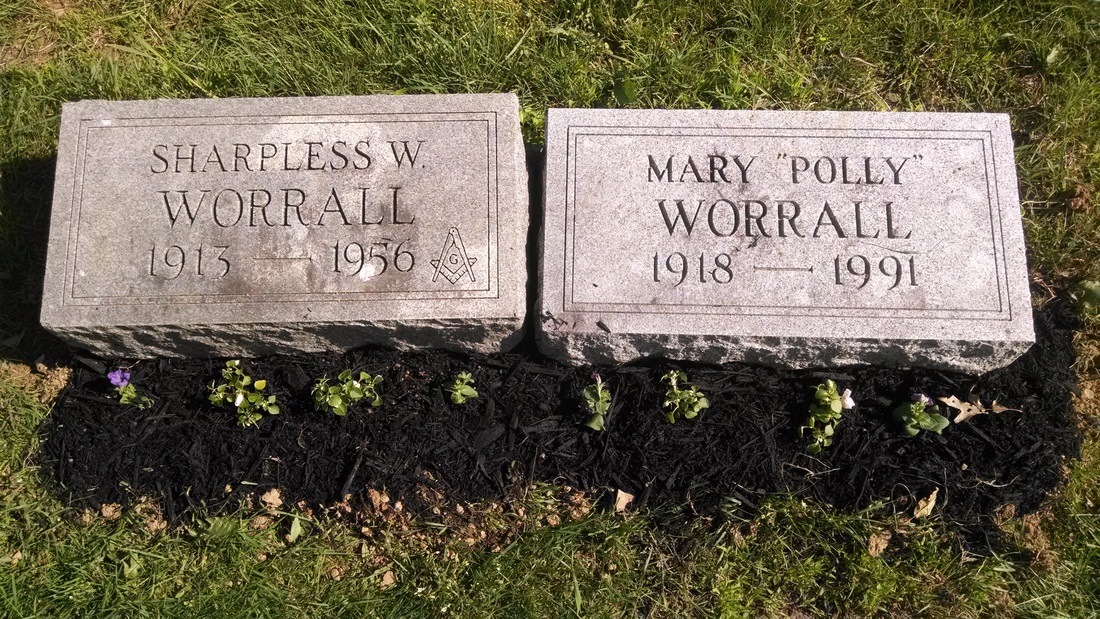 SHARPLESS W.
WORRALL
1913 — 1956
G
MARY "POLLY"
WORRALL
1918 — 1991